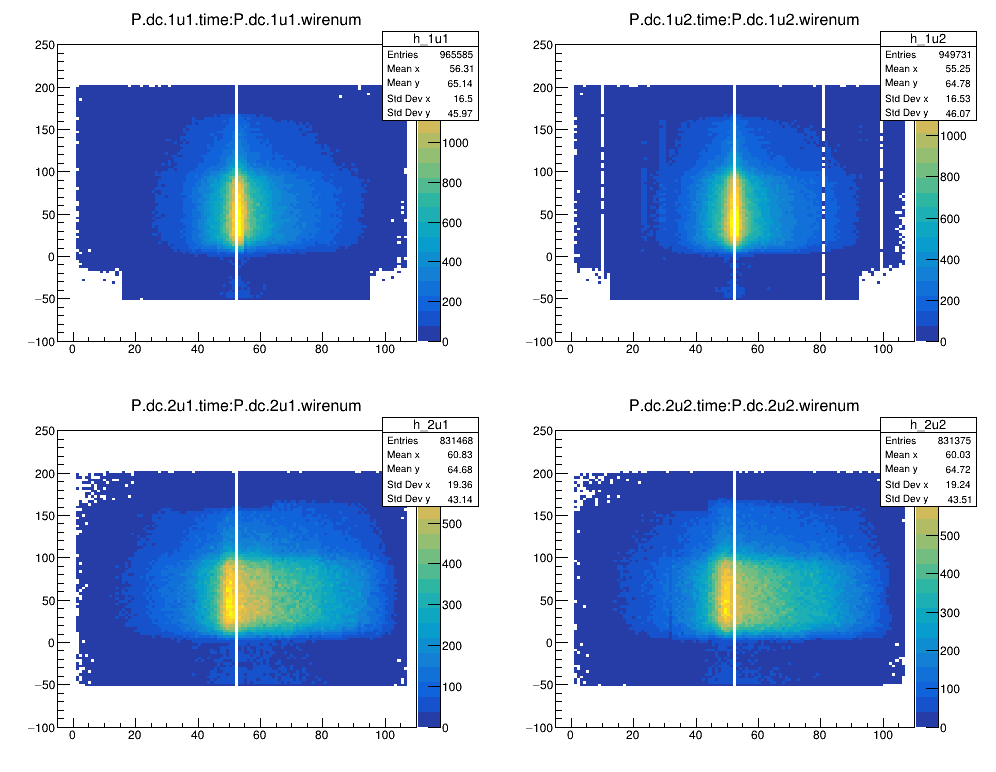 P.dc.1u1.time:P.dc.1u1.wirenum
h_1u1
Entries 965585
Mean x 56.31
Mean y 65.14
Std Dev x 16.5
Std Dev y 45.97
250
200
150
100
50
0
−50
−100
0 20 40 60 80 100
1000
800
600
400
200
0
P.dc.1u2.time:P.dc.1u2.wirenum
h_1u2
Entries 949731
Mean x 55.25
Mean y 64.78
Std Dev x 16.53
Std Dev y 46.07
250
200
150
100
50
0
−50
−100
0 20 40 60 80 100
1000
800
600
400
200
0
P.dc.2u1.time:P.dc.2u1.wirenum
h_2u1
Entries 831468
Mean x 60.83
Mean y 64.68
Std Dev x 19.36
Std Dev y 43.14
250
200
150
100
50
0
−50
−100
0 20 40 60 80 100
500
400
300
200
100
0
P.dc.2u2.time:P.dc.2u2.wirenum
h_2u2
Entries 831375
Mean x 60.03
Mean y 64.72
Std Dev x 19.24
Std Dev y 43.51
250
200
150
100
50
0
−50
−100
0 20 40 60 80 100
500
400
300
200
100
0